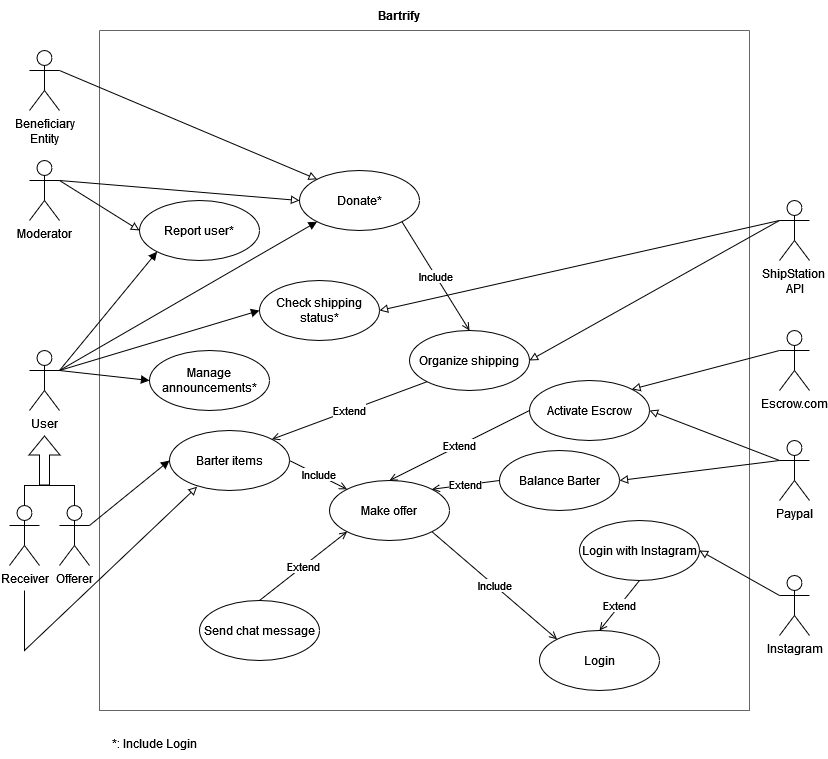 Bartrify
Beneficiary
Entity
Moderator
Donate*
Report user*
Include
ShipStation
API
Check shipping
status*
Organize shipping
Manage
announcements*
User
Escrow.com
Extend
Activate Escrow
Extend
Barter items
Include
Extend
Balance Barter
Make offer
Paypal
Login with Instagram
Receiver
Offerer
Extend
Include
Extend
Send chat message
Instagram
Login
*: Include Login